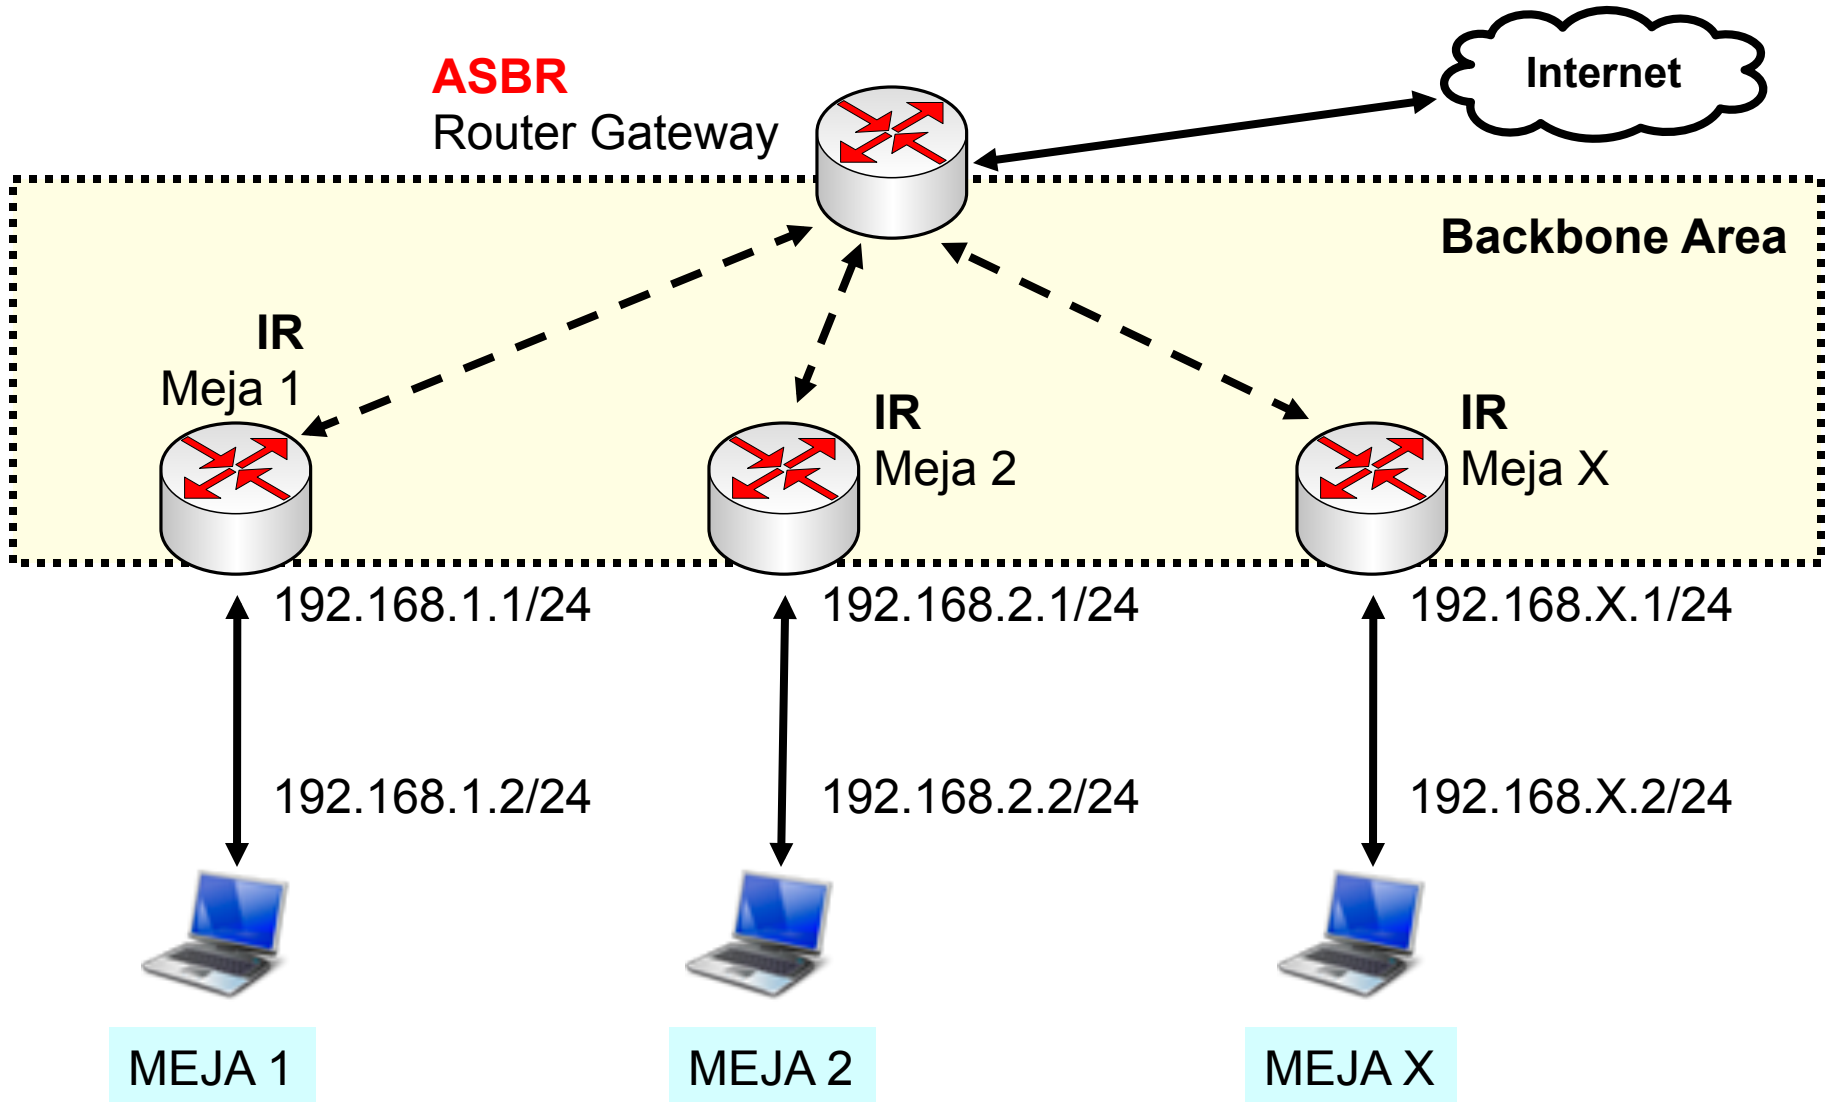 ASBR
Router Gateway
Internet
Backbone Area
IR
Meja 1
IR
Meja 2
IR
Meja X
192.168.1.1/24
192.168.2.1/24
192.168.X.1/24
192.168.1.2/24
192.168.2.2/24
192.168.X.2/24
MEJA 1
MEJA 2
MEJA X